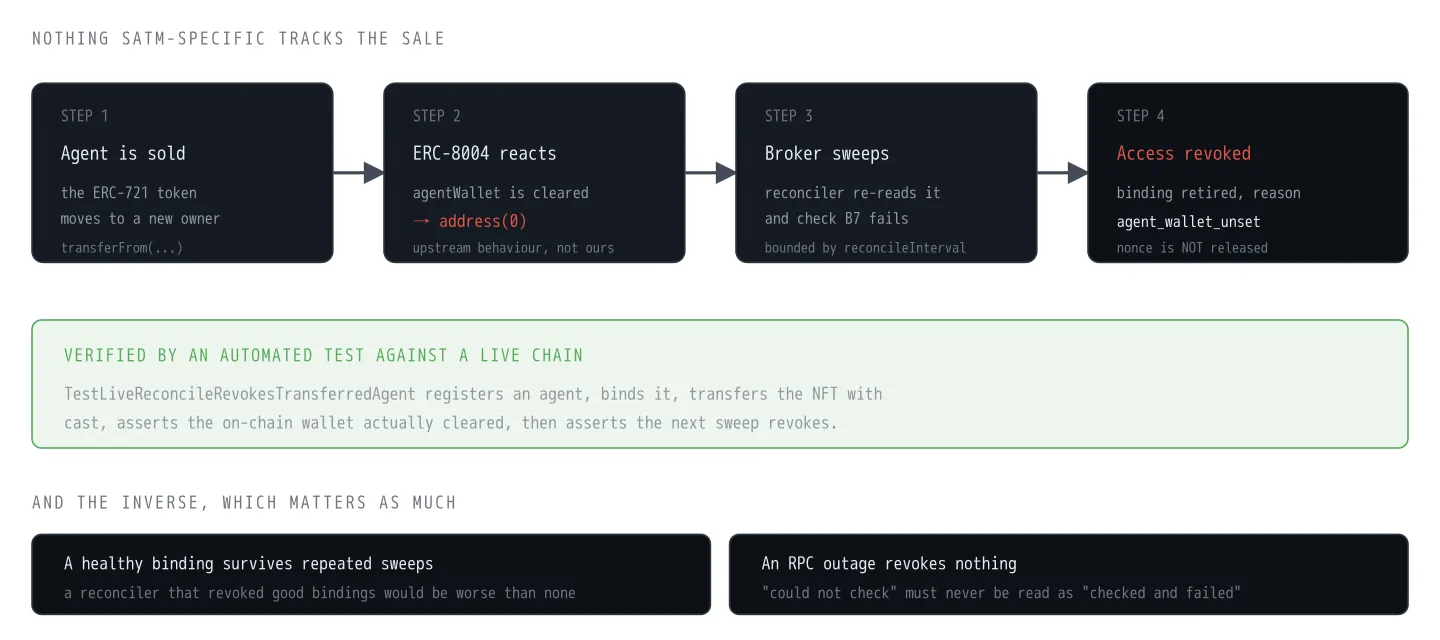 NOTHING SATM-SPECIFIC TRACKS THE SALE
STEP 1
Agent is sold
the ERC-721 token
moves to a new owner
transferFrom(...)
STEP 2
ERC-8004 reacts
agentWallet is cleared
→ address(0)
upstream behaviour, not ours
STEP 3
Broker sweeps
reconciler re-reads it
and check B7 fails
bounded by reconcileInterval
STEP 4
Access revoked
binding retired, reason
agent_wallet_unset
nonce is NOT released
VERIFIED BY AN AUTOMATED TEST AGAINST A LIVE CHAIN
TestLiveReconcileRevokesTransferredAgent registers an agent, binds it, transfers the NFT with
cast, asserts the on-chain wallet actually cleared, then asserts the next sweep revokes.
AND THE INVERSE, WHICH MATTERS AS MUCH
A healthy binding survives repeated sweeps
a reconciler that revoked good bindings would be worse than none
An RPC outage revokes nothing
"could not check" must never be read as "checked and failed"